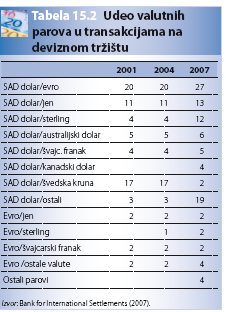 Tabela 15.2 Udeo valutnih
parova u transakcijama na
deviznom tržištu
2001 2004 2007
SAD dolar/evro 20 20 27
SAD dolar/jen 11 11 13
SAD dolar/sterling 4 4 12
SAD dolar/australijski dolar 5 5 6
SAD dolar/švajc. franak 4 4 5
SAD dolar/kanadski dolar 4
SAD dolar/švedska kruna 17 17 2
SAD dolar/ostali 3 3 19
Evro/jen 2 2 2
Evro/sterling 1 2
Evro/švajcarski franak 2 2 2
Evro /ostale valute 2 2 4
Ostali parovi 4
Izvor: Bank for International Settlements (2007).